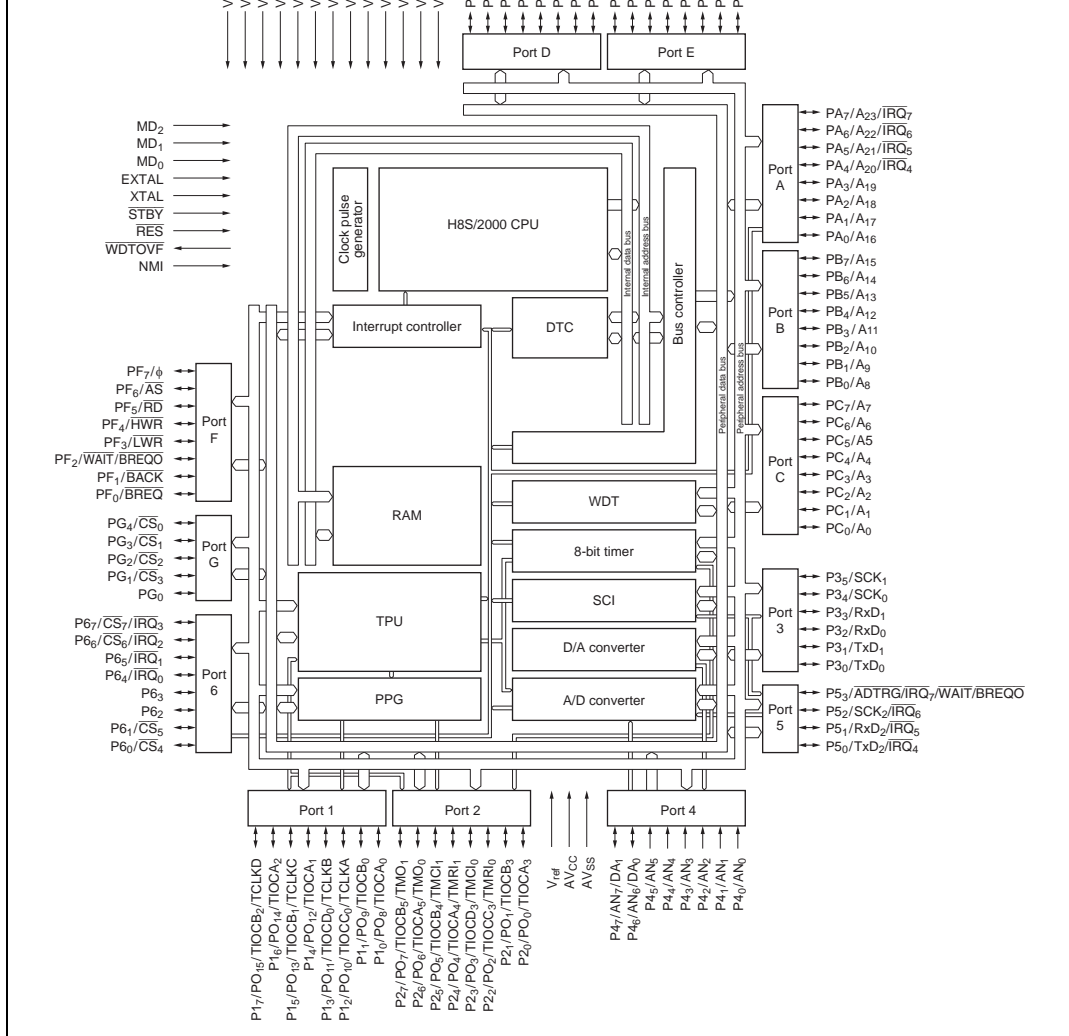 Port D
Port E
MD2
MD1
MD0
EXTAL
XTAL
STBY
RES
WDTOVF
NMI
Clock pulse
generator
H8S/2000 CPU
Internal data bus
Internal address bus
Bus controller
Interrupt controller
DTC
Peripheral data bus
Peripheral address bus
RAM
WDT
8-bit timer
SCI
D/A converter
A/D converter
TPU
PPG
Port
A
PA7/A23/IRQ7
PA6/A22/IRQ6
PA5/A21/IRQ5
PA4/A20/IRQ4
PA3/A19
PA2/A18
PA1/A17
PA0/A16
Port
B
PB7/A15
PB6/A14
PB5/A13
PB4/A12
PB3/A11
PB2/A10
PB1/A9
PB0/A8
Port
C
PC7/A7
PC6/A6
PC5/A5
PC4/A4
PC3/A3
PC2/A2
PC1/A1
PC0/A0
Port
F
PF7/ϕ
PF6/AS
PF5/RD
PF4/HWR
PF3/LWR
PF2/WAIT/BREQO
PF1/BACK
PF0/BREQ
Port
G
PG4/CS0
PG3/CS1
PG2/CS2
PG1/CS3
PG0
Port
6
P67/CS7/IRQ3
P66/CS6/IRQ2
P65/IRQ1
P64/IRQ0
P63
P62
P61/CS5
P60/CS4
Port
3
P35/SCK1
P34/SCK0
P33/RxD1
P32/RxD0
P31/TxD1
P30/TxD0
Port
5
P53/ADTRG/IRQ7/WAIT/BREQO
P52/SCK2/IRQ6
P51/RxD2/IRQ5
P50/TxD2/IRQ4
Port 1
Port 2
Port 4
P17/PO15/TIOCB2/TCLKD
P16/PO14/TIOCA2
P15/PO13/TIOCB1/TCLKC
P14/PO12/TIOCA1
P13/PO11/TIOCD0/TCLKB
P12/PO10/TIOCC0/TCLKA
P11/PO9/TIOCB0
P10/PO8/TIOCA0
P27/PO7/TIOCB5/TMO1
P26/PO6/TIOCA5/TMO0
P25/PO5/TIOCB4/TMCI1
P24/PO4/TIOCA4/TMRI1
P23/PO3/TIOCD3/TMCI0
P22/PO2/TIOCC3/TMRI0
P21/PO1/TIOCB3
P20/PO0/TIOCA3
Vref
AVCC
AVSS
P47/AN7/DA1
P46/AN6/DA0
P45/AN5
P44/AN4
P43/AN3
P42/AN2
P41/AN1
P40/AN0